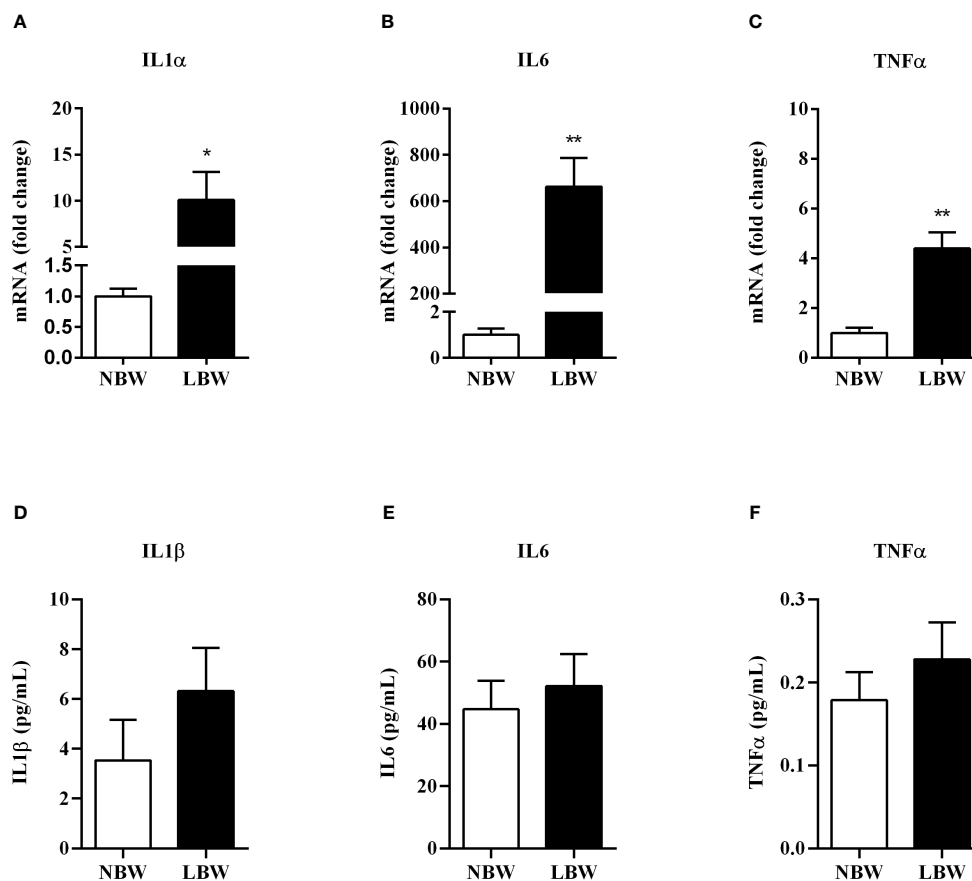 A
B
C
IL1α
IL6
TNFα
mRNA (fold change)
20
15
10
5
1.5
1.0
0.5
0.0
*
NBW LBW
mRNA (fold change)
1000
800
600
400
200
2
0
**
NBW LBW
mRNA (fold change)
10
8
6
4
2
0
**
NBW LBW
D
E
F
IL1β
IL6
TNFα
IL1β (pg/mL)
10
8
6
4
2
0
NBW LBW
IL6 (pg/mL)
80
60
40
20
0
NBW LBW
TNFα (pg/mL)
0.3
0.2
0.1
0.0
NBW LBW